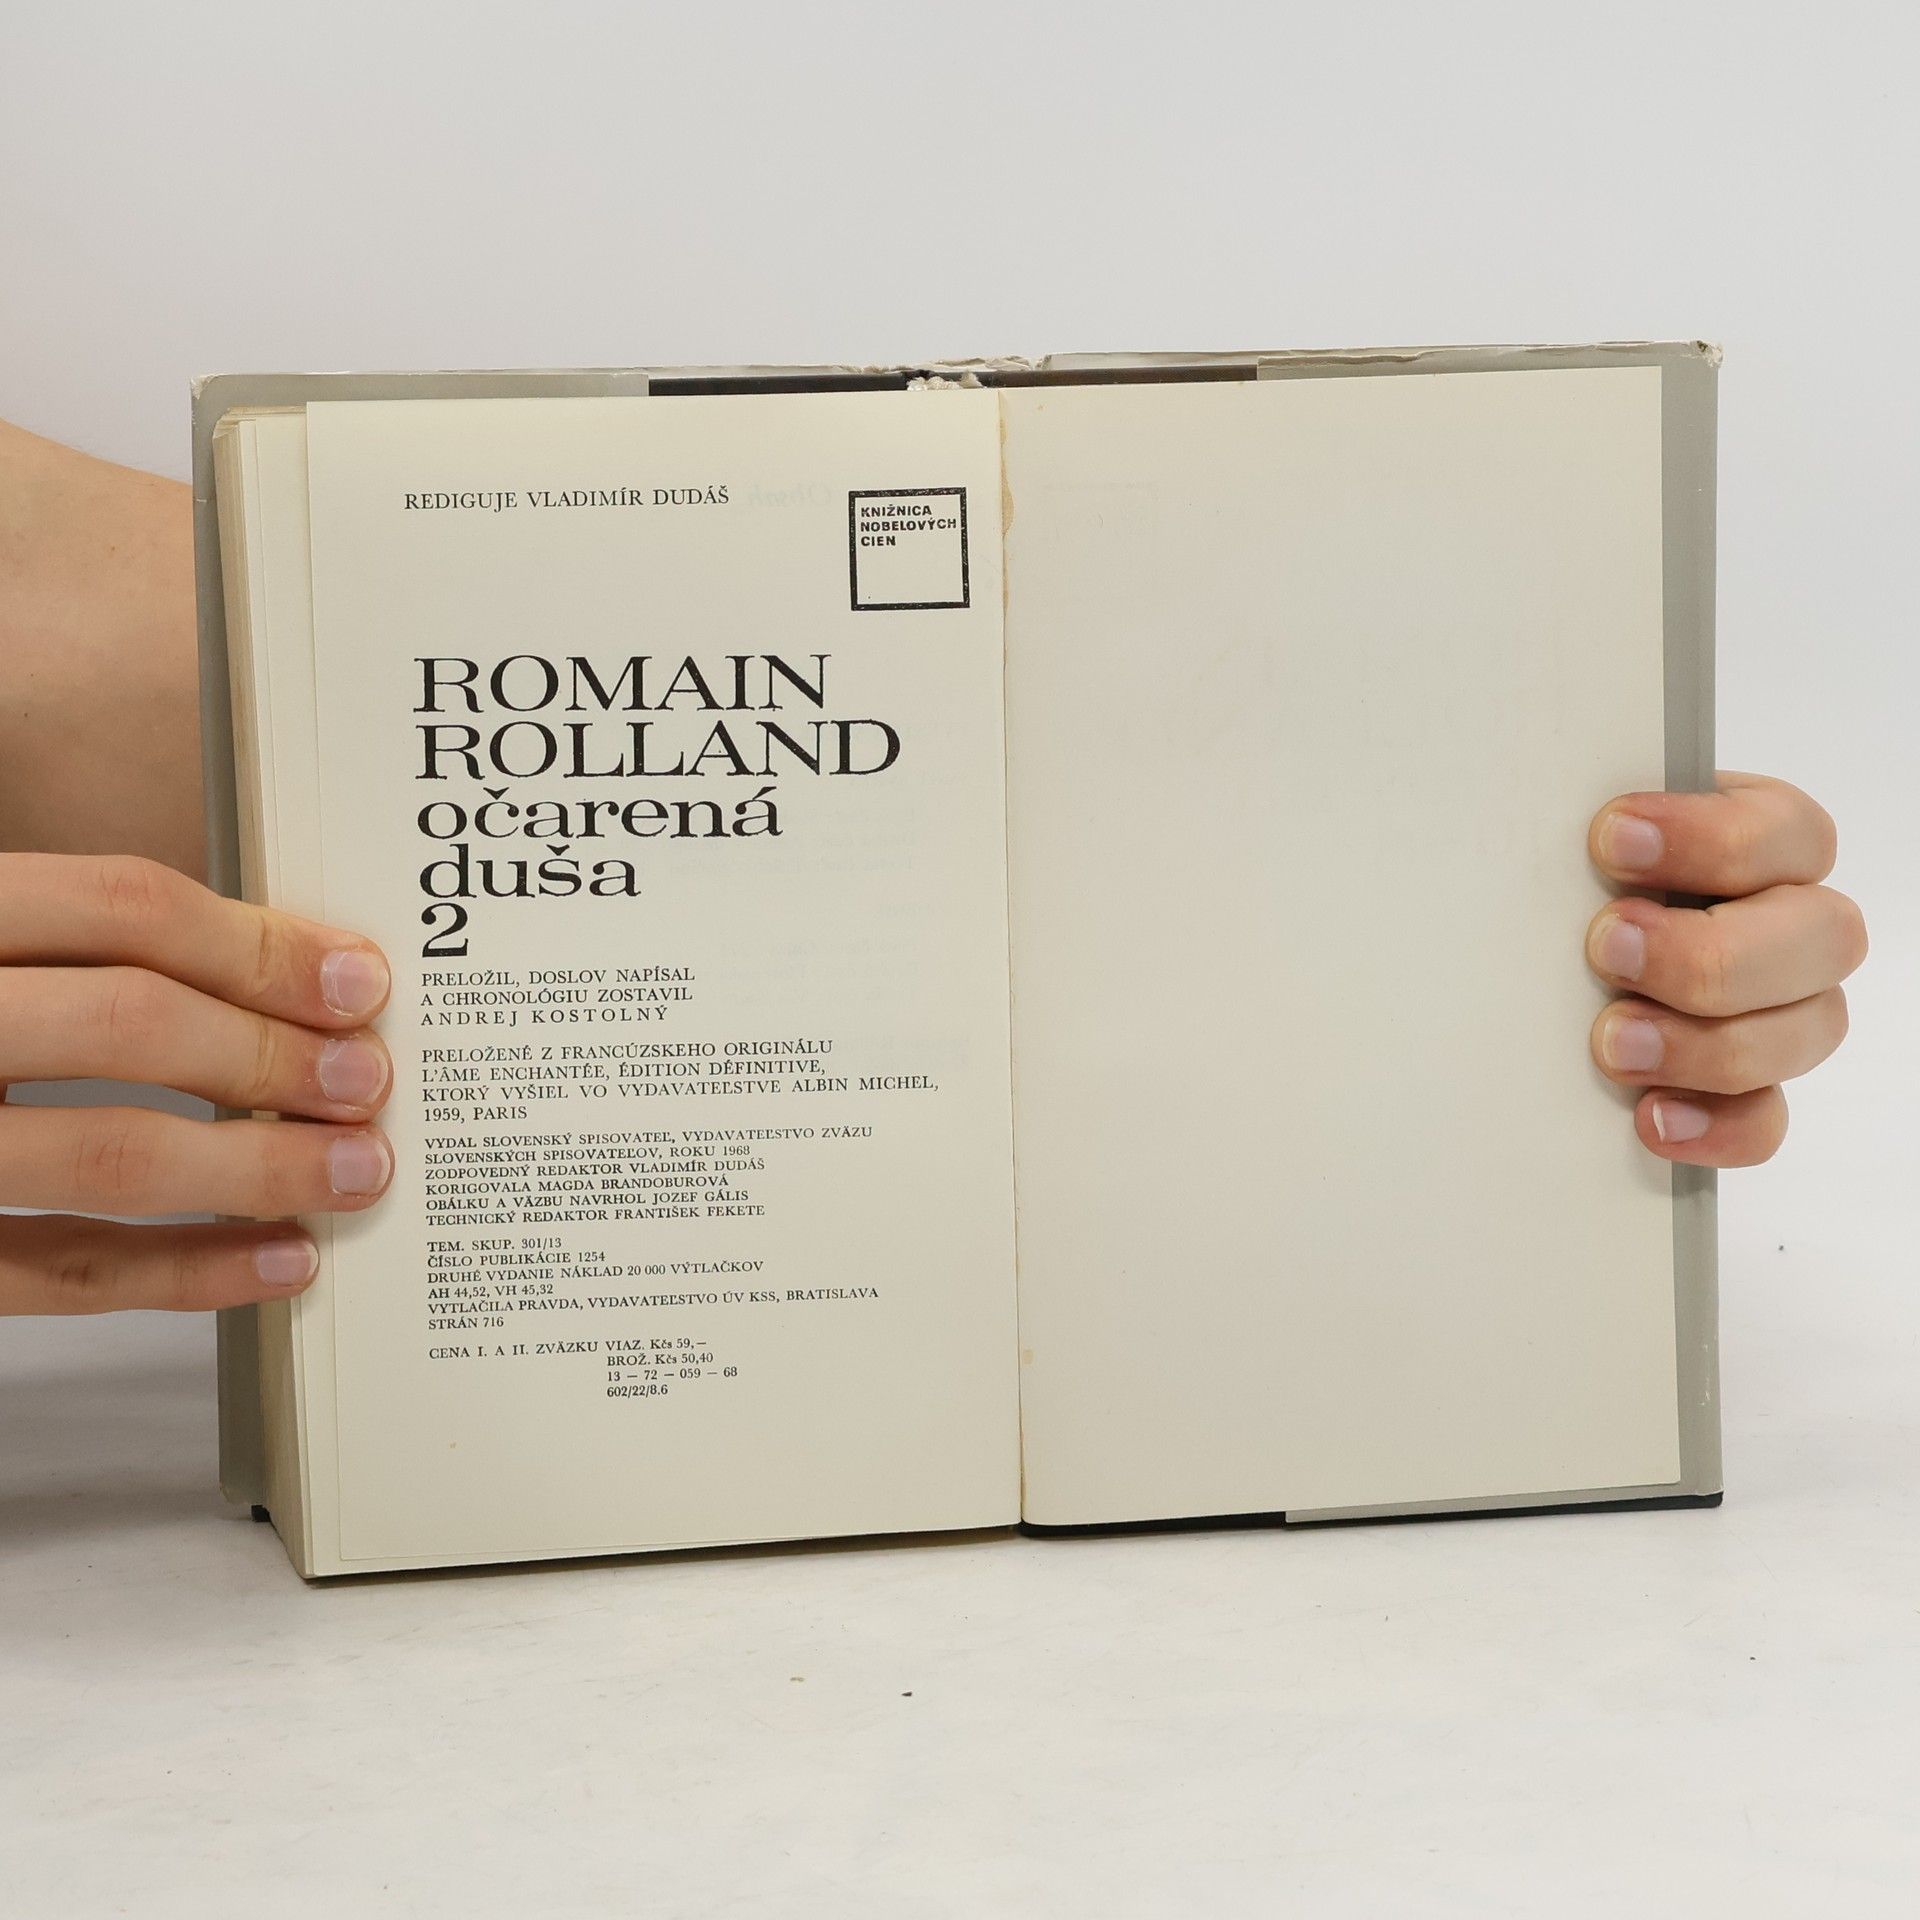 REDIGUJE VLADIMÍR DUDÁŠ
KNIŽNICA
NOBELOVÝCH
CIEN
ROMAIN
ROLLAND
očarená
duša
2
PRELOŽIL, DOSLOV NAPÍSAL
A CHRONOLÓGIU ZOSTAVIL
ANDREJ KOSTOLNÝ
PRELOŽENÉ Z FRANCÚZSKEHO ORIGINÁLU
L'ÂME ENCHANTÉE, ÉDITION DÉFINITIVE,
KTORÝ VYŠIEL VO VYDAVATEĽSTVE ALBIN MICHEL,
1959, PARIS
VYDAL SLOVENSKÝ SPISOVATEĽ, VYDAVATEĽSTVO ZVÄZU
SLOVENSKÝCH SPISOVATEĽOV, ROKU 1968
ZODPOVEDNÝ REDAKTOR VLADIMÍR DUDÁŠ
KORIGOVALA MAGDA BRANDOBUROVÁ
OBÁLKU A VÄZBU NAVRHOL JOZEF GÁLIS
TECHNICKÝ REDAKTOR FRANTIŠEK FEKETE
TEM. SKUP. 301/13
ČÍSLO PUBLIKÁCIE 1254
DRUHÉ VYDANIE NÁKLAD 20 000 VÝTLAČKOV
AH 44,52, VH 45,32
VYTLAČILA PRAVDA, VYDAVATEĽSTVO ÚV KSS, BRATISLAVA
STRÁN 716
CENA I. A II. ZVÄZKU VIAZ. Kčs 59,—
BROŽ. Kčs 50,40
13 — 72 — 059 — 68
602/22/8.6